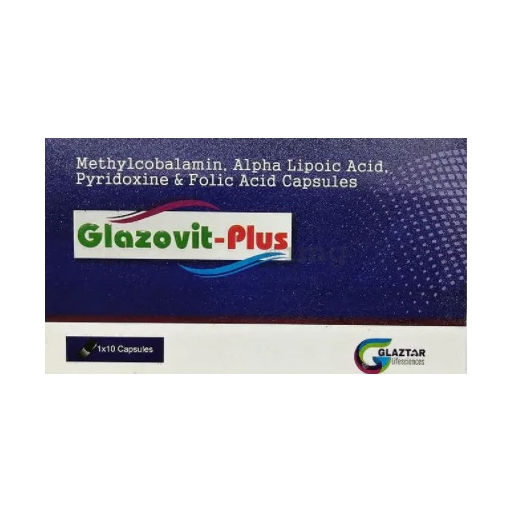 Methylcobalamin, Alpha Lipoic Acid,
Pyridoxine & Folic Acid Capsules
Glazovit-Plus
1x10 Capsules
GLAZTAR
Lifesciences